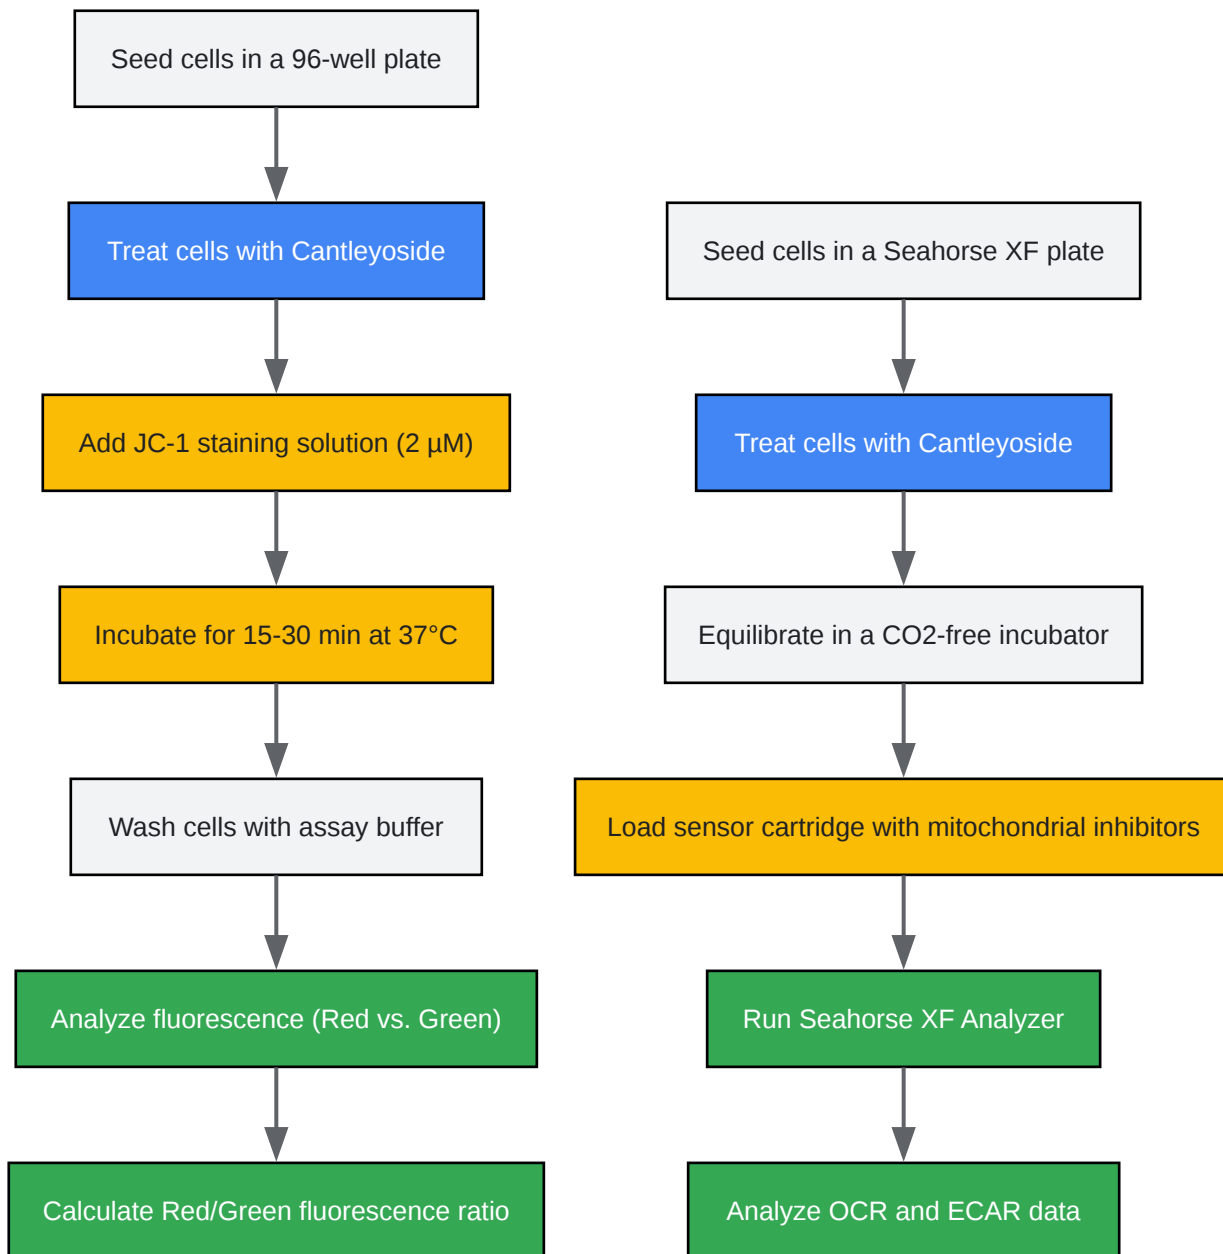 Seed cells in a 96-well plate
Treat cells with Cantleyoside
Add JC-1 staining solution (2 µM)
Incubate for 15-30 min at 37°C
Wash cells with assay buffer
Analyze fluorescence (Red vs. Green)
Calculate Red/Green fluorescence ratio
Seed cells in a Seahorse XF plate
Treat cells with Cantleyoside
Equilibrate in a CO2-free incubator
Load sensor cartridge with mitochondrial inhibitors
Run Seahorse XF Analyzer
Analyze OCR and ECAR data